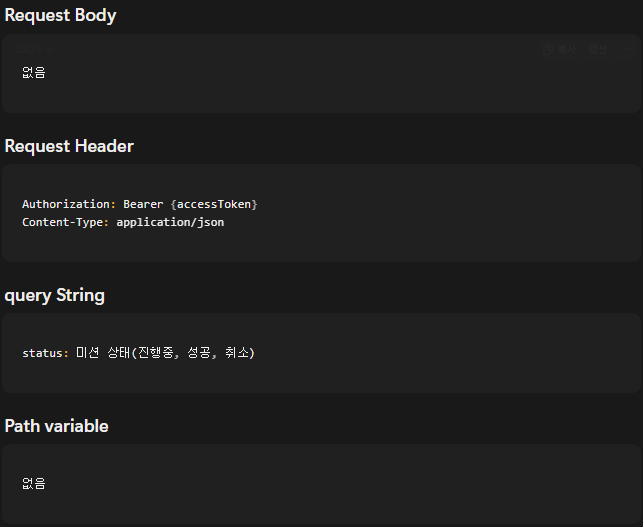 Request Body
없음
Request Header
Authorization: Bearer {accessToken}
Content-Type: application/json
query String
status: 미션 상태(진행중, 성공, 취소)
Path variable
없음